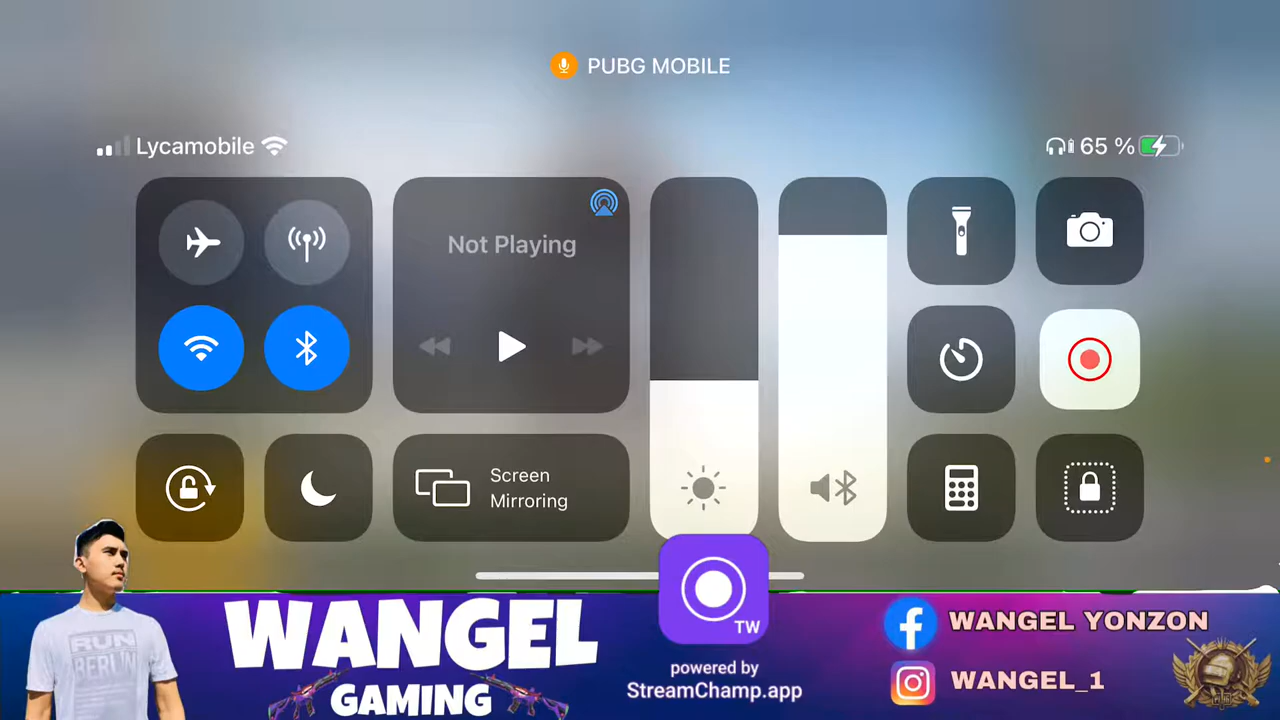 PUBG MOBILE
Lycamobile
65 %
Not Playing
Screen
Mirroring
TW
WANGEL
GAMING
powered by
StreamChamp.app
WANGEL YONZON
WANGEL_1
RUN
BERLIN